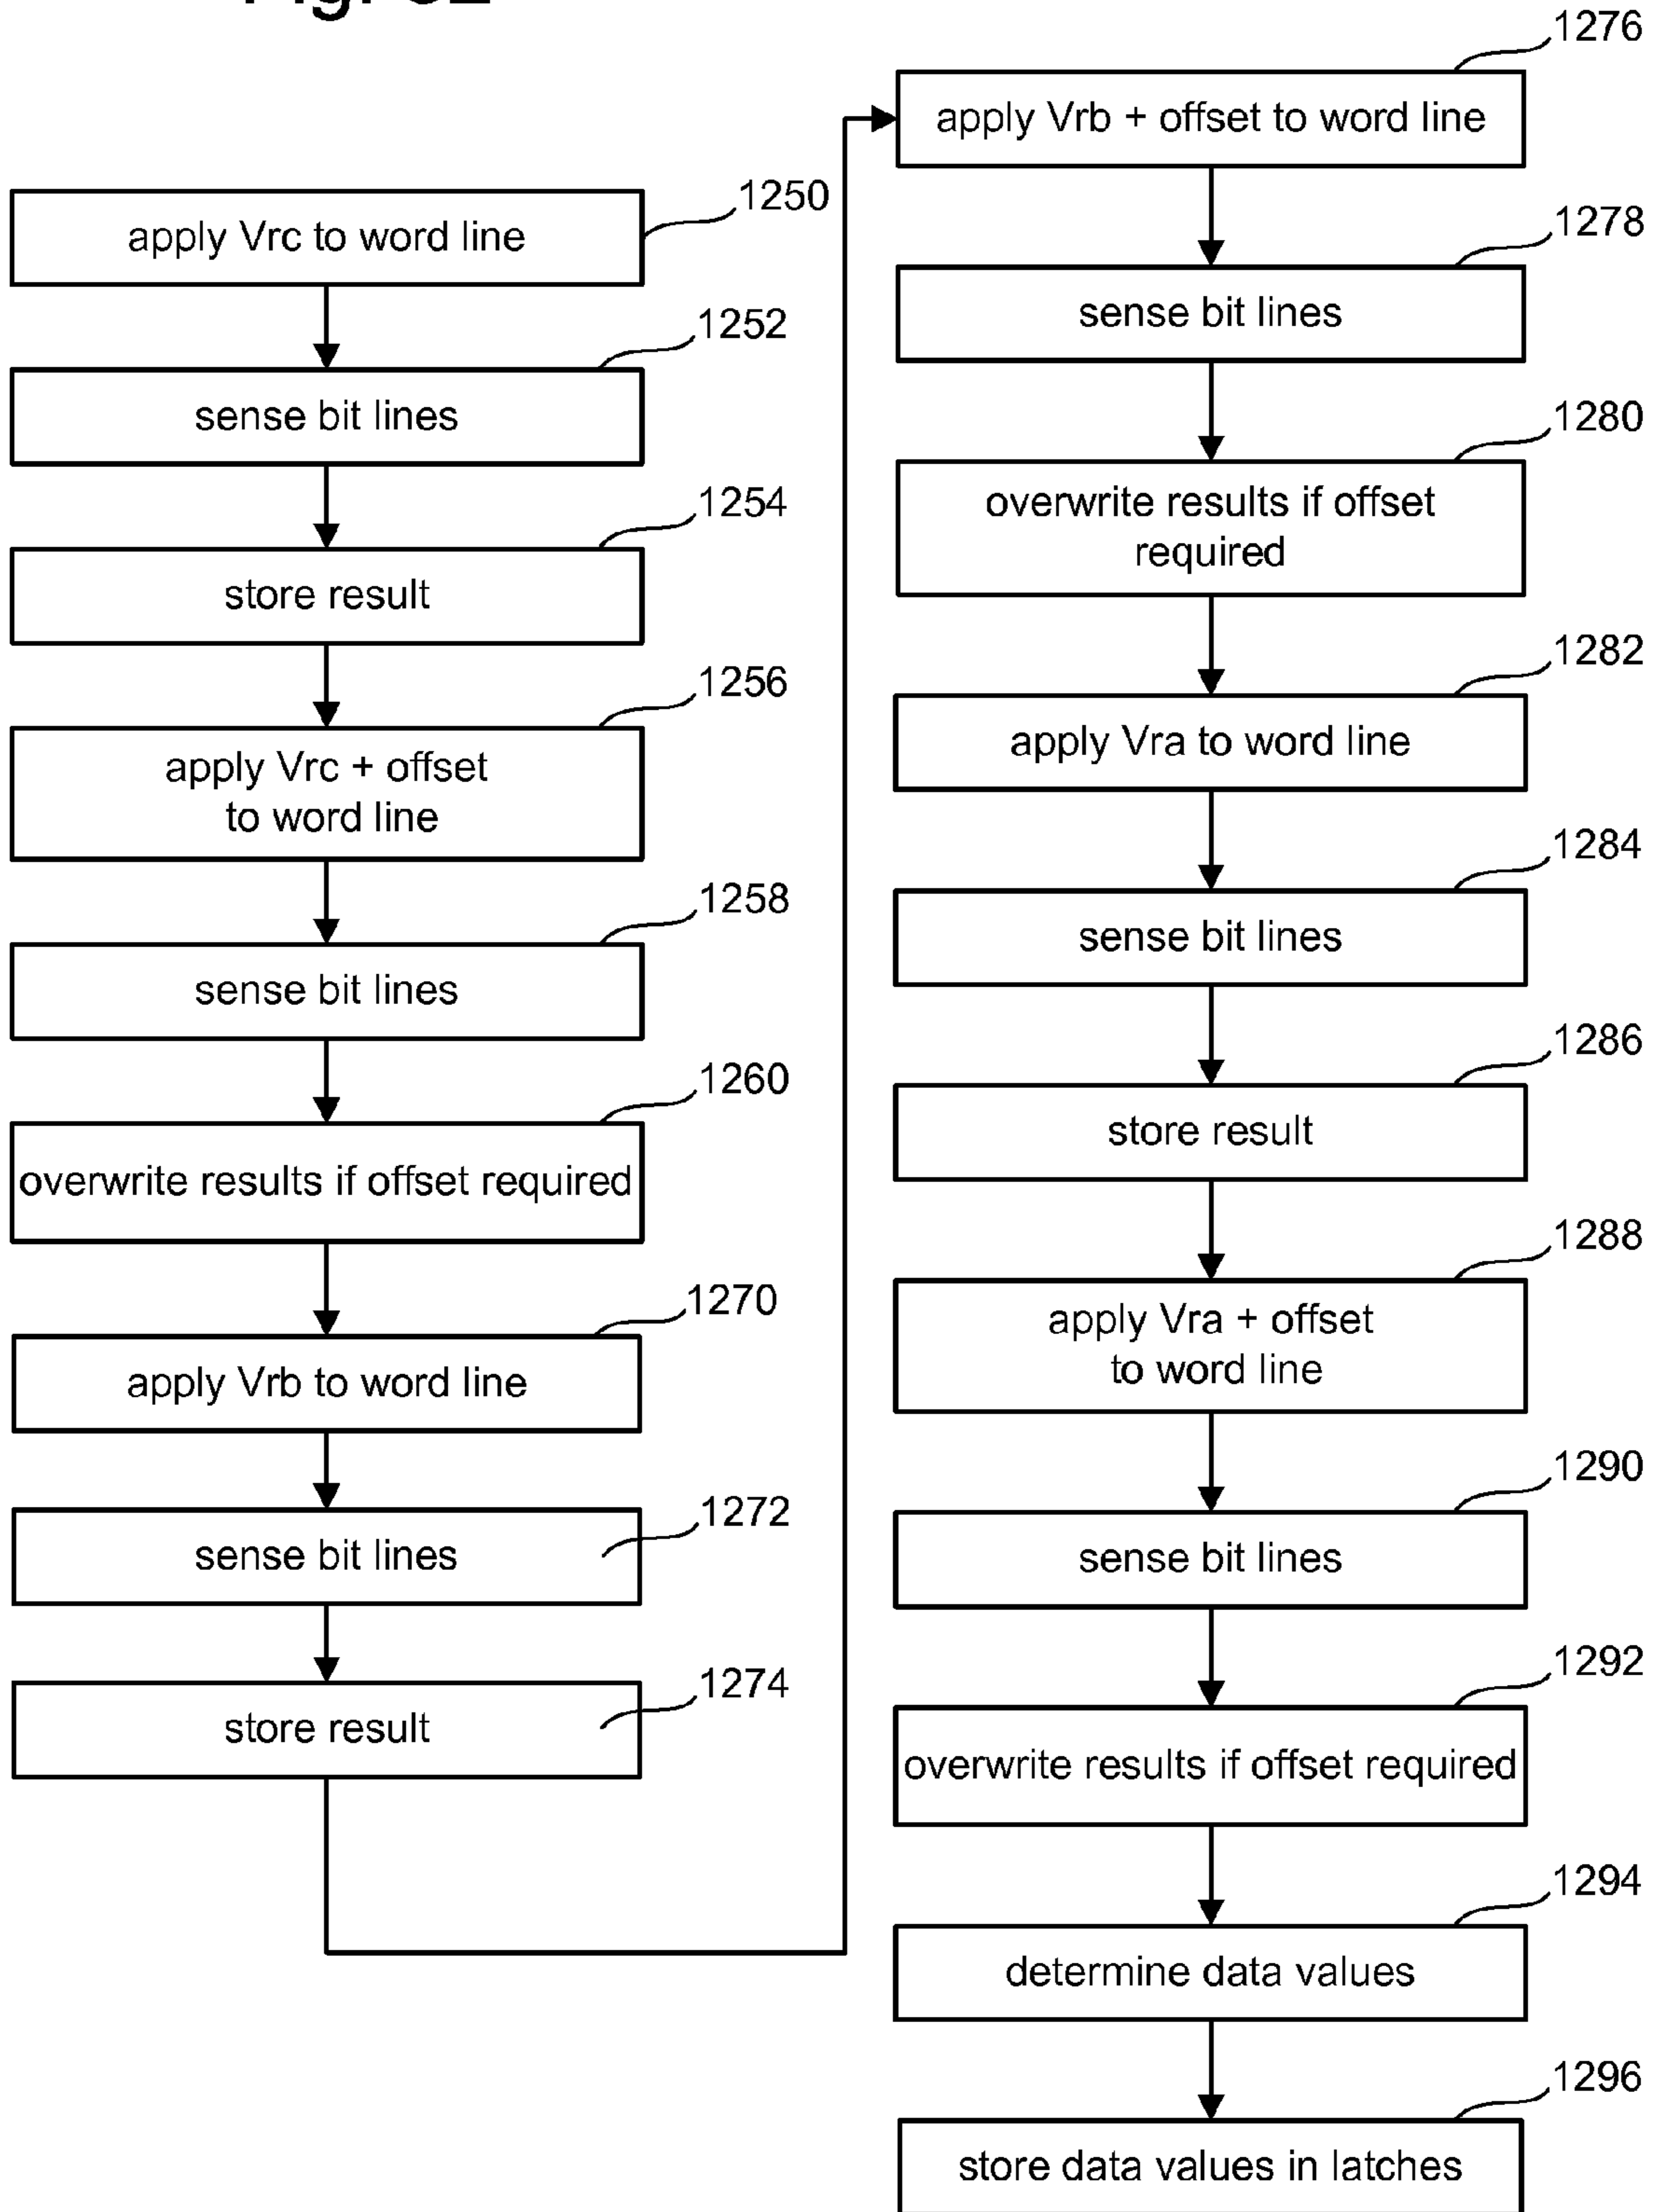 1250
apply Vrc to word line
1252
sense bit lines
1254
store result
1256
apply Vrc + offset
to word line
1258
sense bit lines
1260
overwrite results if offset required
1270
apply Vrb to word line
1272
sense bit lines
1274
store result
1276
apply Vrb + offset to word line
1278
sense bit lines
1280
overwrite results if offset
required
1282
apply Vra to word line
1284
sense bit lines
1286
store result
1288
apply Vra + offset
to word line
1290
sense bit lines
1292
overwrite results if offset required
1294
determine data values
1296
store data values in latches